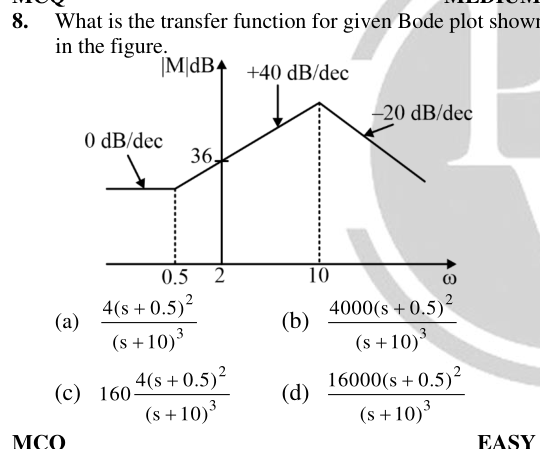 MCQ MEDIUM
8. What is the transfer function for given Bode plot shown
in the figure.
|M|dB
+40 dB/dec
–20 dB/dec
0 dB/dec
36
0.5 2 10 ω
(a) 4(s + 0.5)² / (s + 10)³ (b) 4000(s + 0.5)² / (s + 10)³
(c) 160 4(s + 0.5)² / (s + 10)³ (d) 16000(s + 0.5)² / (s + 10)³
MCQ EASY